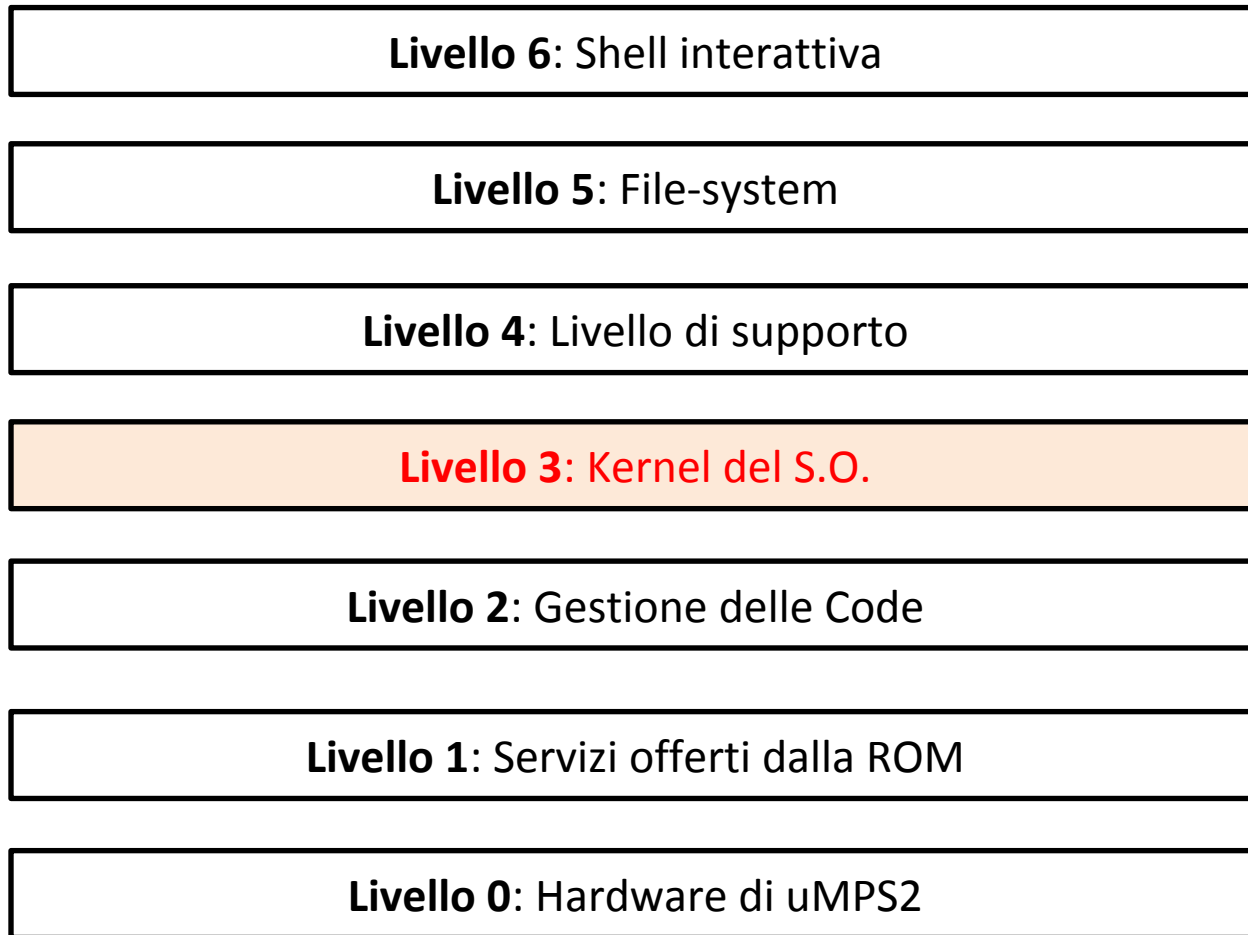 Livello 6: Shell interattiva
Livello 5: File-system
Livello 4: Livello di supporto
Livello 3: Kernel del S.O.
Livello 2: Gestione delle Code
Livello 1: Servizi offerti dalla ROM
Livello 0: Hardware di uMPS2